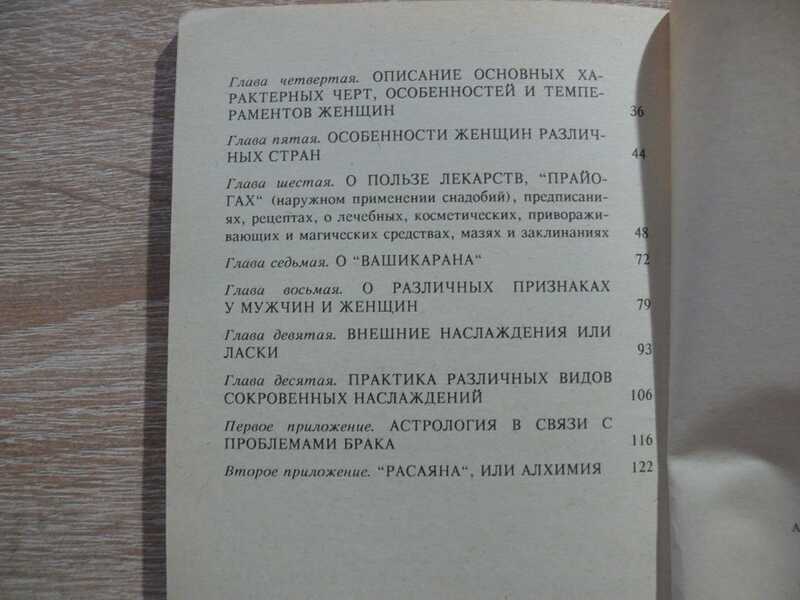 Глава четвертая. ОПИСАНИЕ ОСНОВНЫХ ХА-
РАКТЕРНЫХ ЧЕРТ, ОСОБЕННОСТЕЙ И ТЕМПЕ-
РАМЕНТОВ ЖЕНЩИН 36
Глава пятая. ОСОБЕННОСТИ ЖЕНЩИН РАЗЛИЧ-
НЫХ СТРАН 44
Глава шестая. О ПОЛЬЗЕ ЛЕКАРСТВ, "ПРАЙО-
ГАХ" (наружном применении снадобий), предписани-
ях, рецептах, о лечебных, косметических, приворажи-
вающих и магических средствах, мазях и заклинаниях 48
Глава седьмая. О "ВАШИКАРАНА" 72
Глава восьмая. О РАЗЛИЧНЫХ ПРИЗНАКАХ
У МУЖЧИН И ЖЕНЩИН 79
Глава девятая. ВНЕШНИЕ НАСЛАЖДЕНИЯ ИЛИ
ЛАСКИ 93
Глава десятая. ПРАКТИКА РАЗЛИЧНЫХ ВИДОВ
СОКРОВЕННЫХ НАСЛАЖДЕНИЙ 106
Первое приложение. АСТРОЛОГИЯ В СВЯЗИ С
ПРОБЛЕМАМИ БРАКА 116
Второе приложение. "РАСАЯНА", ИЛИ АЛХИМИЯ 122
А